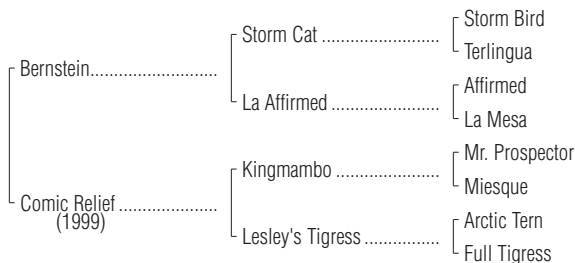 Storm Bird
Storm Cat ........................
Terlingua
Bernstein..........................
Affirmed
La Affirmed ......................
La Mesa
Mr. Prospector
Kingmambo .....................
Miesque
Comic Relief ....................
(1999)
Arctic Tern
Lesley's Tigress ...............
Full Tigress